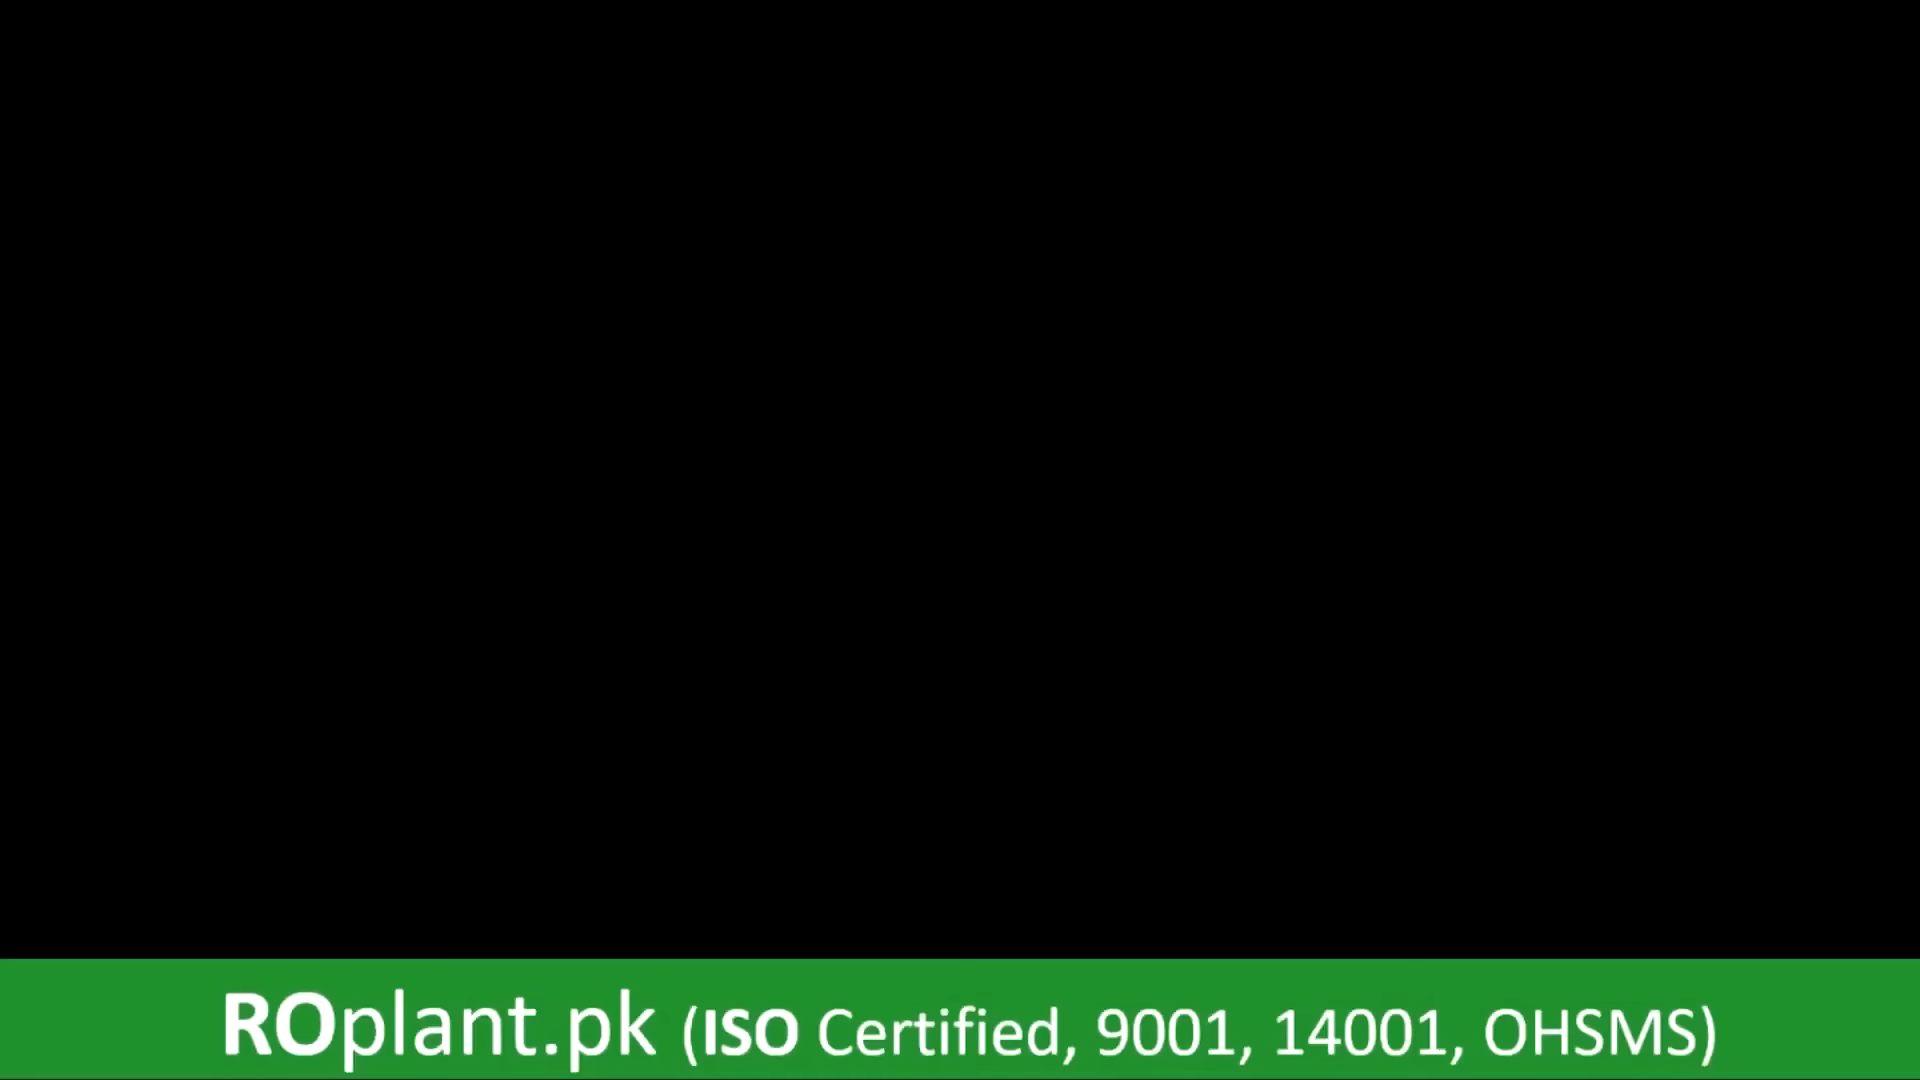 ROplant.pk (ISO Certified, 9001, 14001, OHSMS)